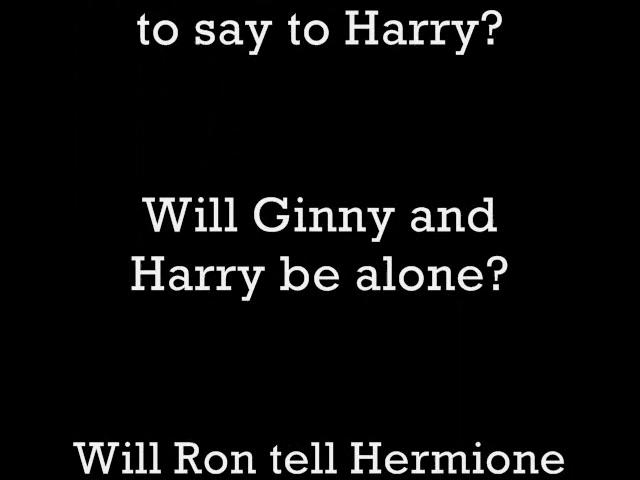 to say to Harry?
Will Ginny and
Harry be alone?
Will Ron tell Hermione